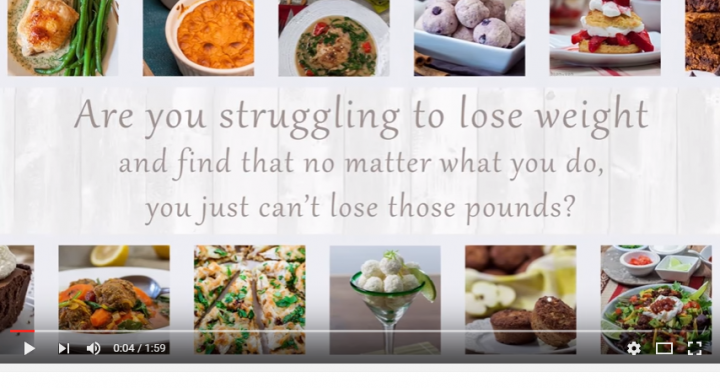 Are you struggling to lose weight
and find that no matter what you do,
you just can't lose those pounds?
0:04 / 1:59